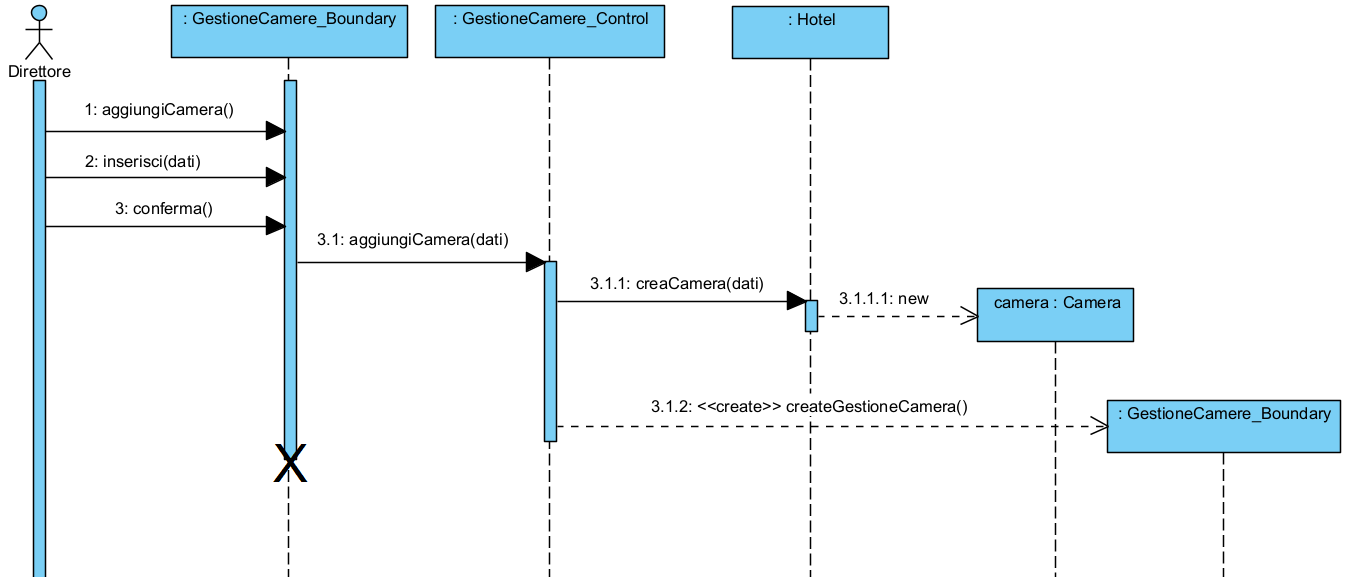 : GestioneCamere_Boundary
: GestioneCamere_Control
: Hotel
Direttore
1: aggiungiCamera()
2: inserisci(dati)
3: conferma()
3.1: aggiungiCamera(dati)
3.1.1: creaCamera(dati)
3.1.1.1: new
camera : Camera
3.1.2: <<create>> createGestioneCamera()
: GestioneCamere_Boundary